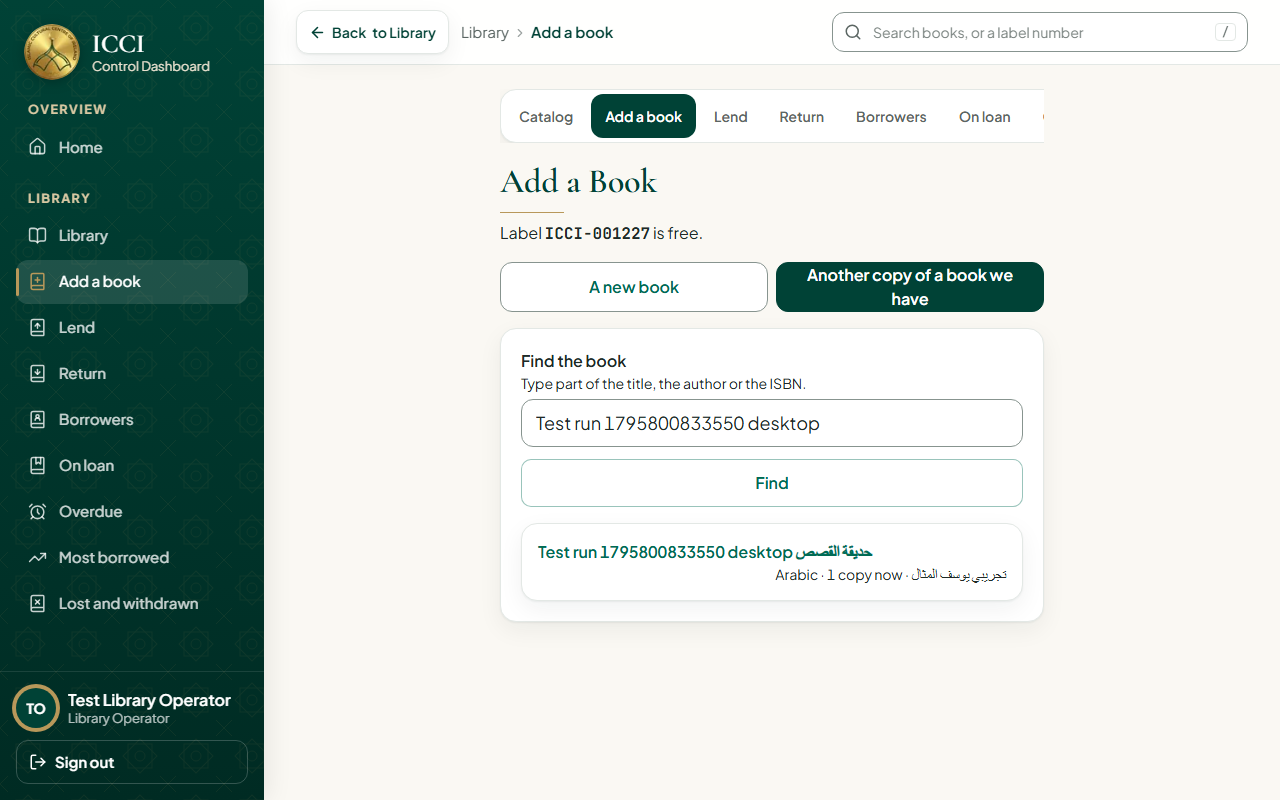 ICCI
Control Dashboard
OVERVIEW
Home
LIBRARY
Library
Add a book
Lend
Return
Borrowers
On loan
Overdue
Most borrowed
Lost and withdrawn
TO
Test Library Operator
Library Operator
Sign out
Back to Library
Library › Add a book
Search books, or a label number
/
Catalog
Add a book
Lend
Return
Borrowers
On loan
Add a Book
Label ICCI-001227 is free.
A new book
Another copy of a book we
have
Find the book
Type part of the title, the author or the ISBN.
Test run 1795800833550 desktop
Find
Test run 1795800833550 desktop حديقة القصص
تجريبي يوسف المثال · Arabic · 1 copy now